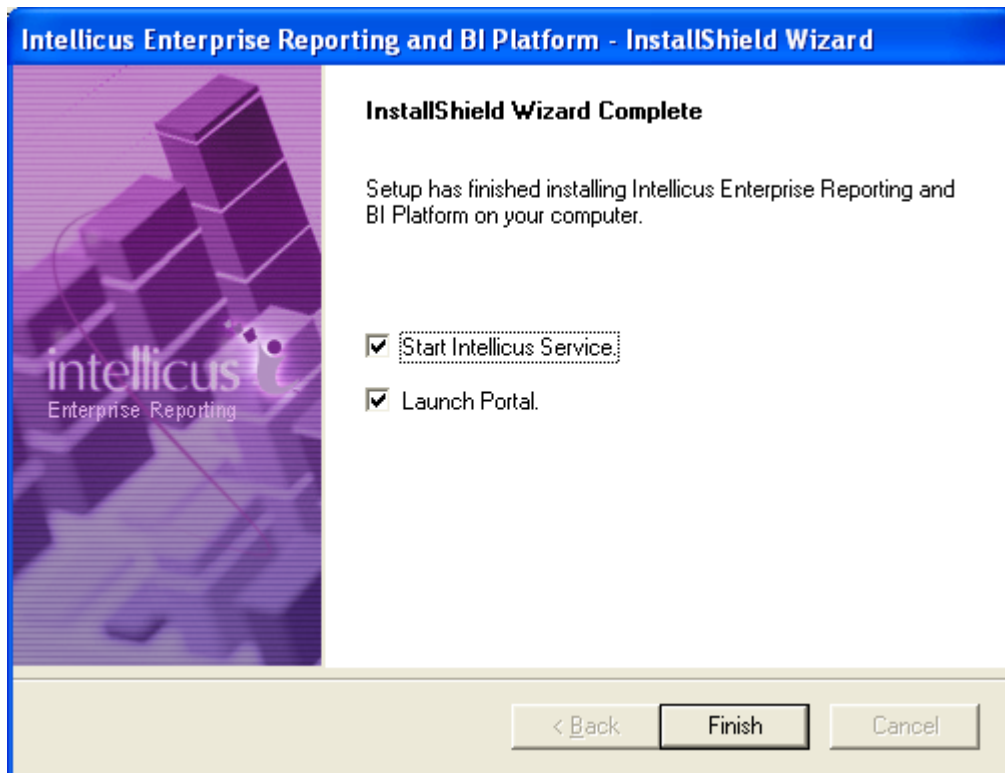 Intellicus Enterprise Reporting and BI Platform - InstallShield Wizard
InstallShield Wizard Complete
Setup has finished installing Intellicus Enterprise Reporting and
BI Platform on your computer.
Start Intellicus Service.
Launch Portal.
intellicus
Enterprise Reporting
< Back
Finish
Cancel